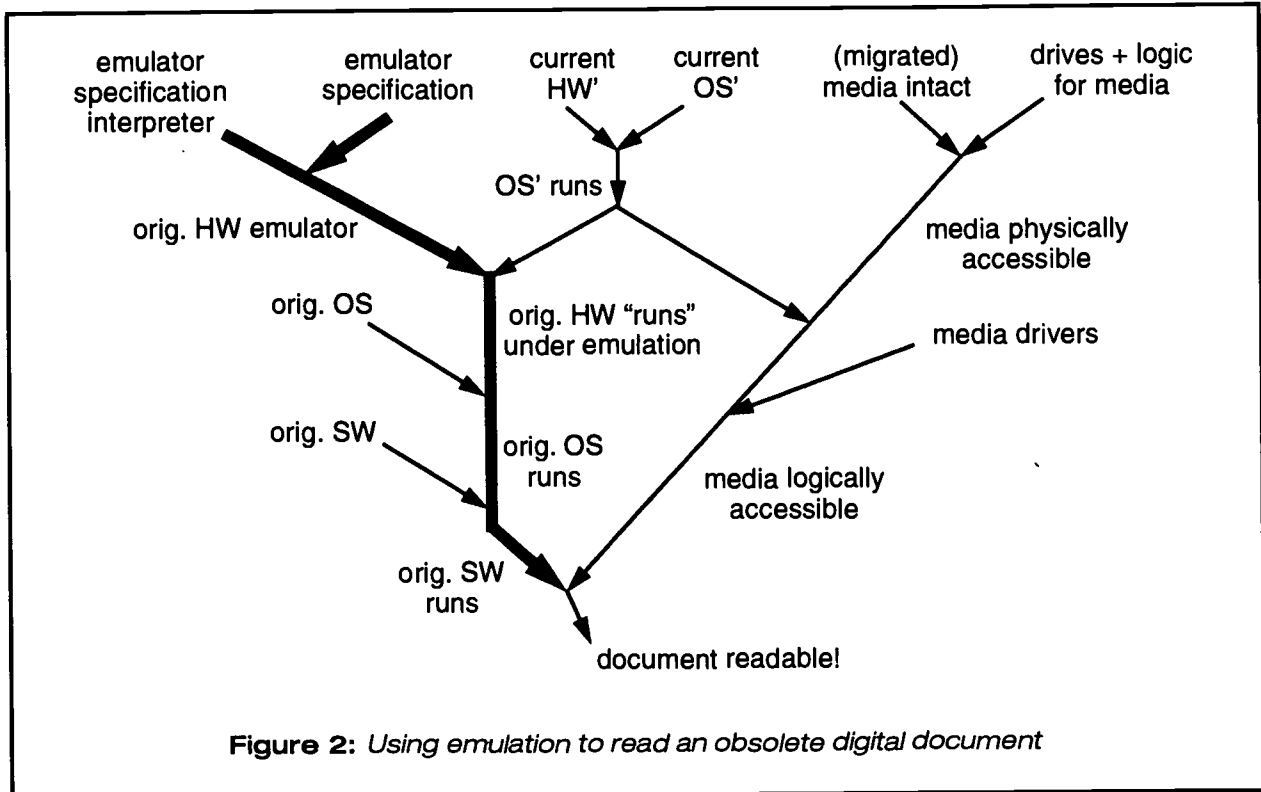 emulator
specification
interpreter
emulator
specification
current
HW'
current
OS'
(migrated)
media intact
drives + logic
for media
OS' runs
orig. HW emulator
media physically
accessible
orig. OS
orig. HW “runs”
under emulation
media drivers
orig. SW
orig. OS
runs
media logically
accessible
orig. SW
runs
document readable!
Figure 2: Using emulation to read an obsolete digital document